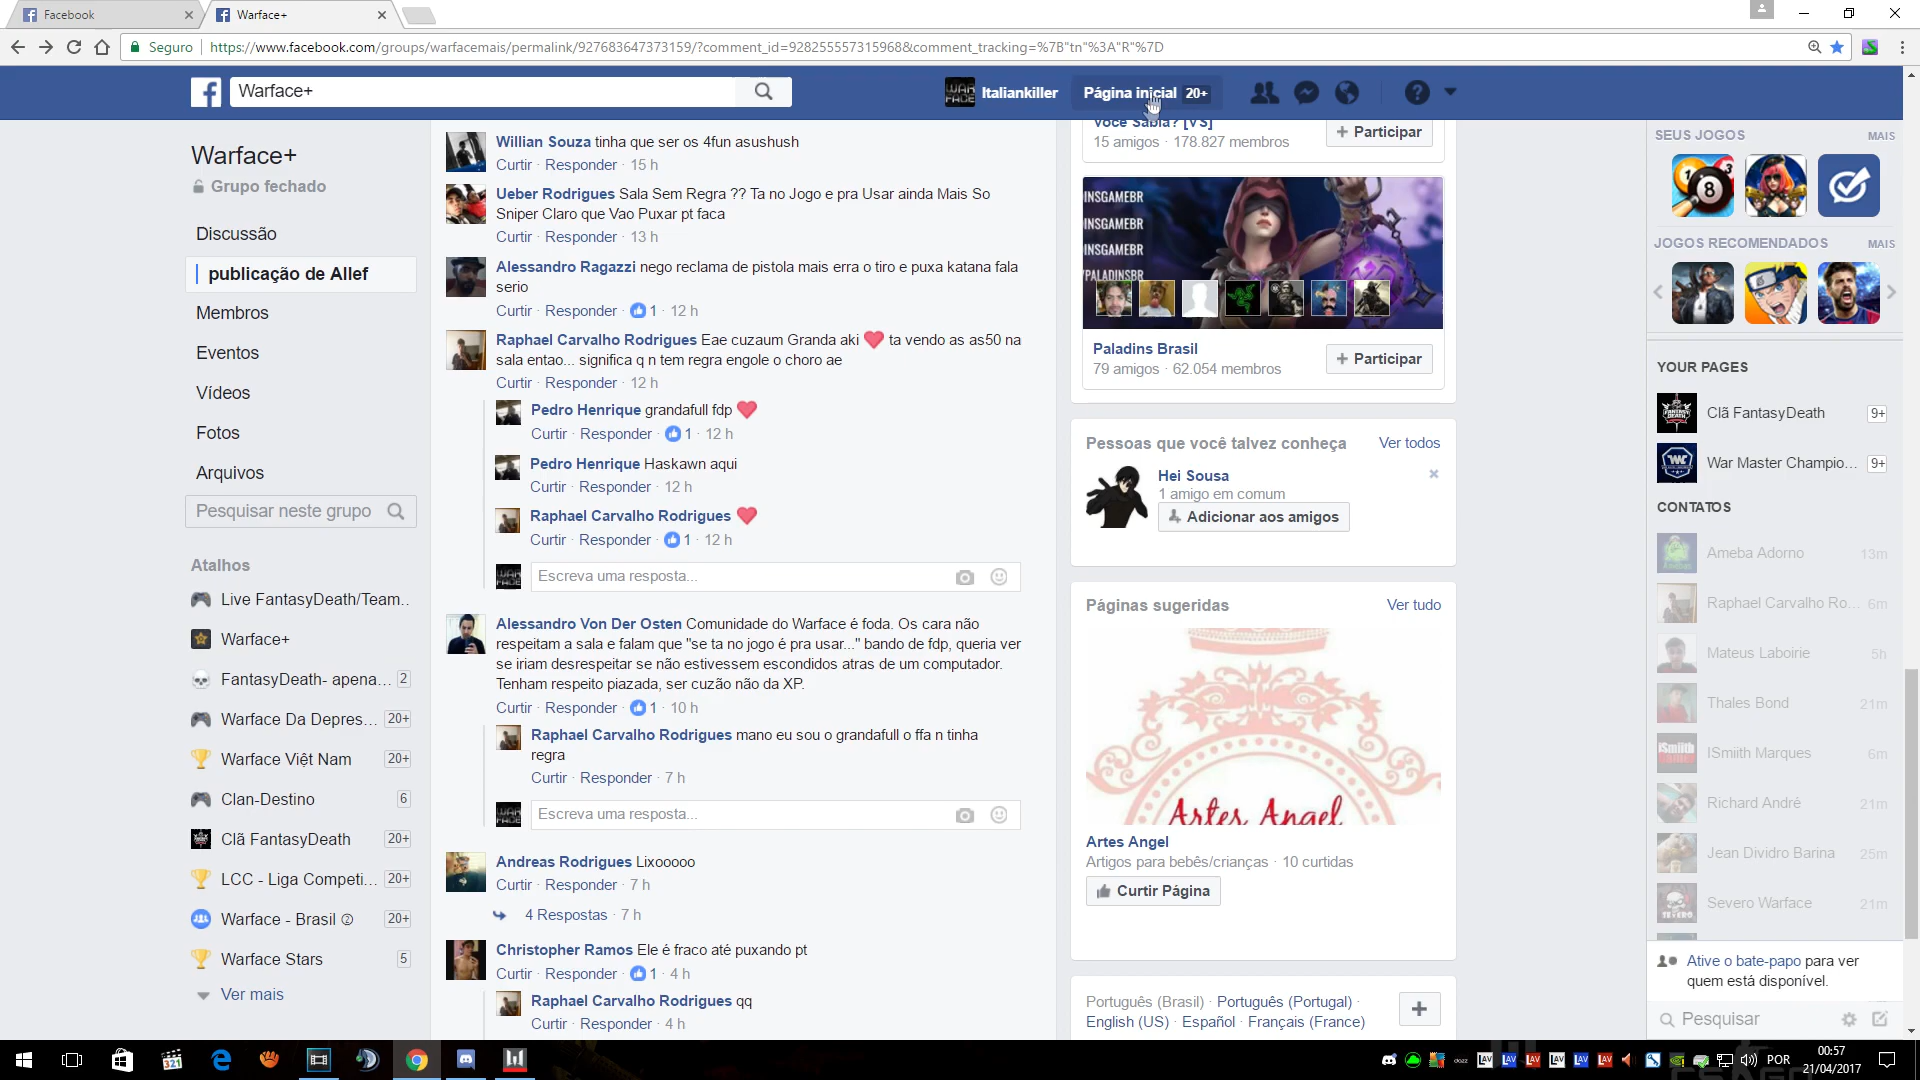 Facebook
Warface+
Seguro
https://www.facebook.com/groups/warfacemais/permalink/927683647373159/?comment_id=928255557315968&comment_tracking=%7B"tn"%3A"R"%7D
Warface+
Italiankiller
Página inicial 20+
Warface+
Grupo fechado
Discussão
publicação de Allef
Membros
Eventos
Vídeos
Fotos
Arquivos
Pesquisar neste grupo
Atalhos
Live FantasyDeath/Team..
Warface+
FantasyDeath- apena... 2
Warface Da Depres... 20+
Warface Việt Nam 20+
Clan-Destino 6
Clã FantasyDeath 20+
LCC - Liga Competi... 20+
Warface - Brasil ② 20+
Warface Stars 5
Ver mais
Willian Souza tinha que ser os 4fun asushush
Curtir · Responder · 15 h
Ueber Rodrigues Sala Sem Regra ?? Ta no Jogo e pra Usar ainda Mais So
Sniper Claro que Vao Puxar pt faca
Curtir · Responder · 13 h
Alessandro Ragazzi nego reclama de pistola mais erra o tiro e puxa katana fala
serio
Curtir · Responder · 1 · 12 h
Raphael Carvalho Rodrigues Eae cuzaum Granda aki ❤ ta vendo as as50 na
sala entao... significa q n tem regra engole o choro ae
Curtir · Responder · 12 h
Pedro Henrique grandafull fdp ❤
Curtir · Responder · 1 · 12 h
Pedro Henrique Haskawn aqui
Curtir · Responder · 12 h
Raphael Carvalho Rodrigues ❤
Curtir · Responder · 1 · 12 h
Escreva uma resposta...
Alessandro Von Der Osten Comunidade do Warface é foda. Os cara não
respeitam a sala e falam que "se ta no jogo é pra usar..." bando de fdp, queria ver
se iriam desrespeitar se não estivessem escondidos atras de um computador.
Tenham respeito piazada, ser cuzão não da XP.
Curtir · Responder · 1 · 10 h
Raphael Carvalho Rodrigues mano eu sou o grandafull o ffa n tinha
regra
Curtir · Responder · 7 h
Escreva uma resposta...
Andreas Rodrigues Lixooooo
Curtir · Responder · 7 h
4 Respostas · 7 h
Christopher Ramos Ele é fraco até puxando pt
Curtir · Responder · 1 · 4 h
Raphael Carvalho Rodrigues qq
Curtir · Responder · 4 h
Você Sabia? [VS]
15 amigos · 178.827 membros
+ Participar
INSGAMEBR
INSGAMEBR
INSGAMEBR
/PALADINSBR
Paladins Brasil
79 amigos · 62.054 membros
+ Participar
Pessoas que você talvez conheça
Ver todos
Hei Sousa
1 amigo em comum
Adicionar aos amigos
Páginas sugeridas
Ver tudo
Artes Angel
Artes Angel
Artigos para bebês/crianças · 10 curtidas
Curtir Página
Português (Brasil) · Português (Portugal) ·
English (US) · Español · Français (France)
SEUS JOGOS MAIS
8
JOGOS RECOMENDADOS MAIS
YOUR PAGES
Clã FantasyDeath 9+
War Master Champio... 9+
CONTATOS
Ameba Adorno 13m
Raphael Carvalho Ro... 6m
Mateus Laboirie 5h
Thales Bond 21m
ISmiith Marques 6m
Richard André 21m
Jean Dividro Barina 25m
Severo Warface 21m
Ative o bate-papo para ver
quem está disponível.
Pesquisar
321
LAV LAV LAV LAV LAV LAV
POR
00:57
21/04/2017